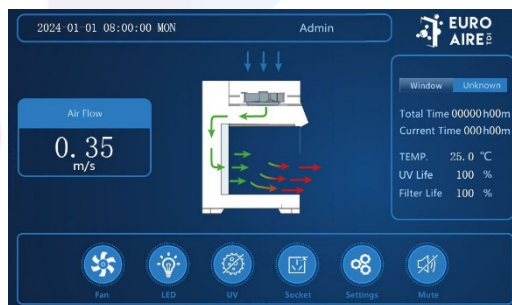 2024-01-01 08:00:00 MON
Admin
EURO
AIRE
TDI
Window Unknown
Air Flow
0.35
m/s
Total Time 00000h00m
Current Time 000h00m
TEMP. 25.0 ℃
UV Life 100 %
Filter Life 100 %
Fan
LED
UV
Socket
Settings
Mute